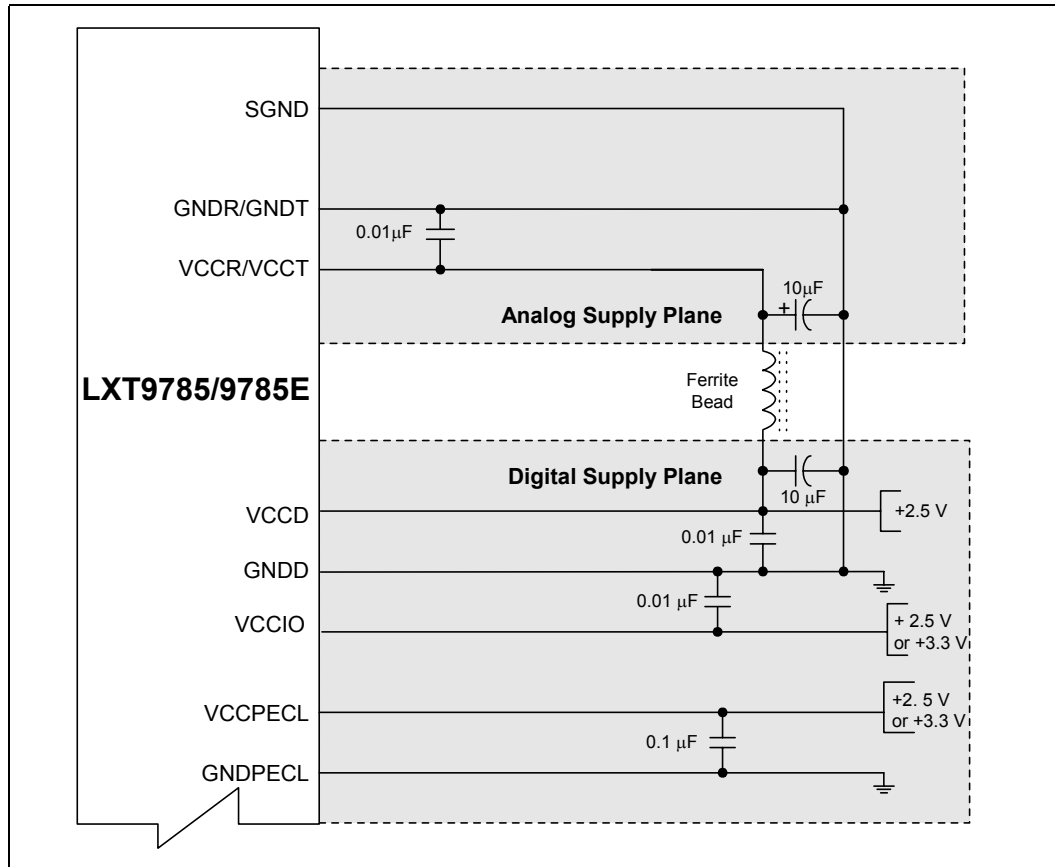 SGND
GNDR/GNDT
0.01μF
VCCR/VCCT
10μF
+
Analog Supply Plane
LXT9785/9785E
Ferrite
Bead
Digital Supply Plane
10 μF
VCCD
+2.5 V
0.01 μF
GNDD
0.01 μF
VCCIO
+ 2.5 V
or +3.3 V
VCCPECL
+2. 5 V
or +3.3 V
0.1 μF
GNDPECL